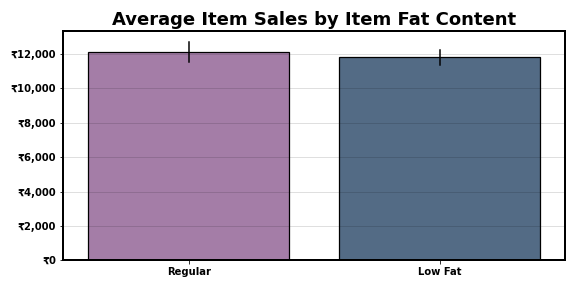 Average Item Sales by Item Fat Content
₹12,000
₹10,000
₹8,000
₹6,000
₹4,000
₹2,000
₹0
Regular
Low Fat